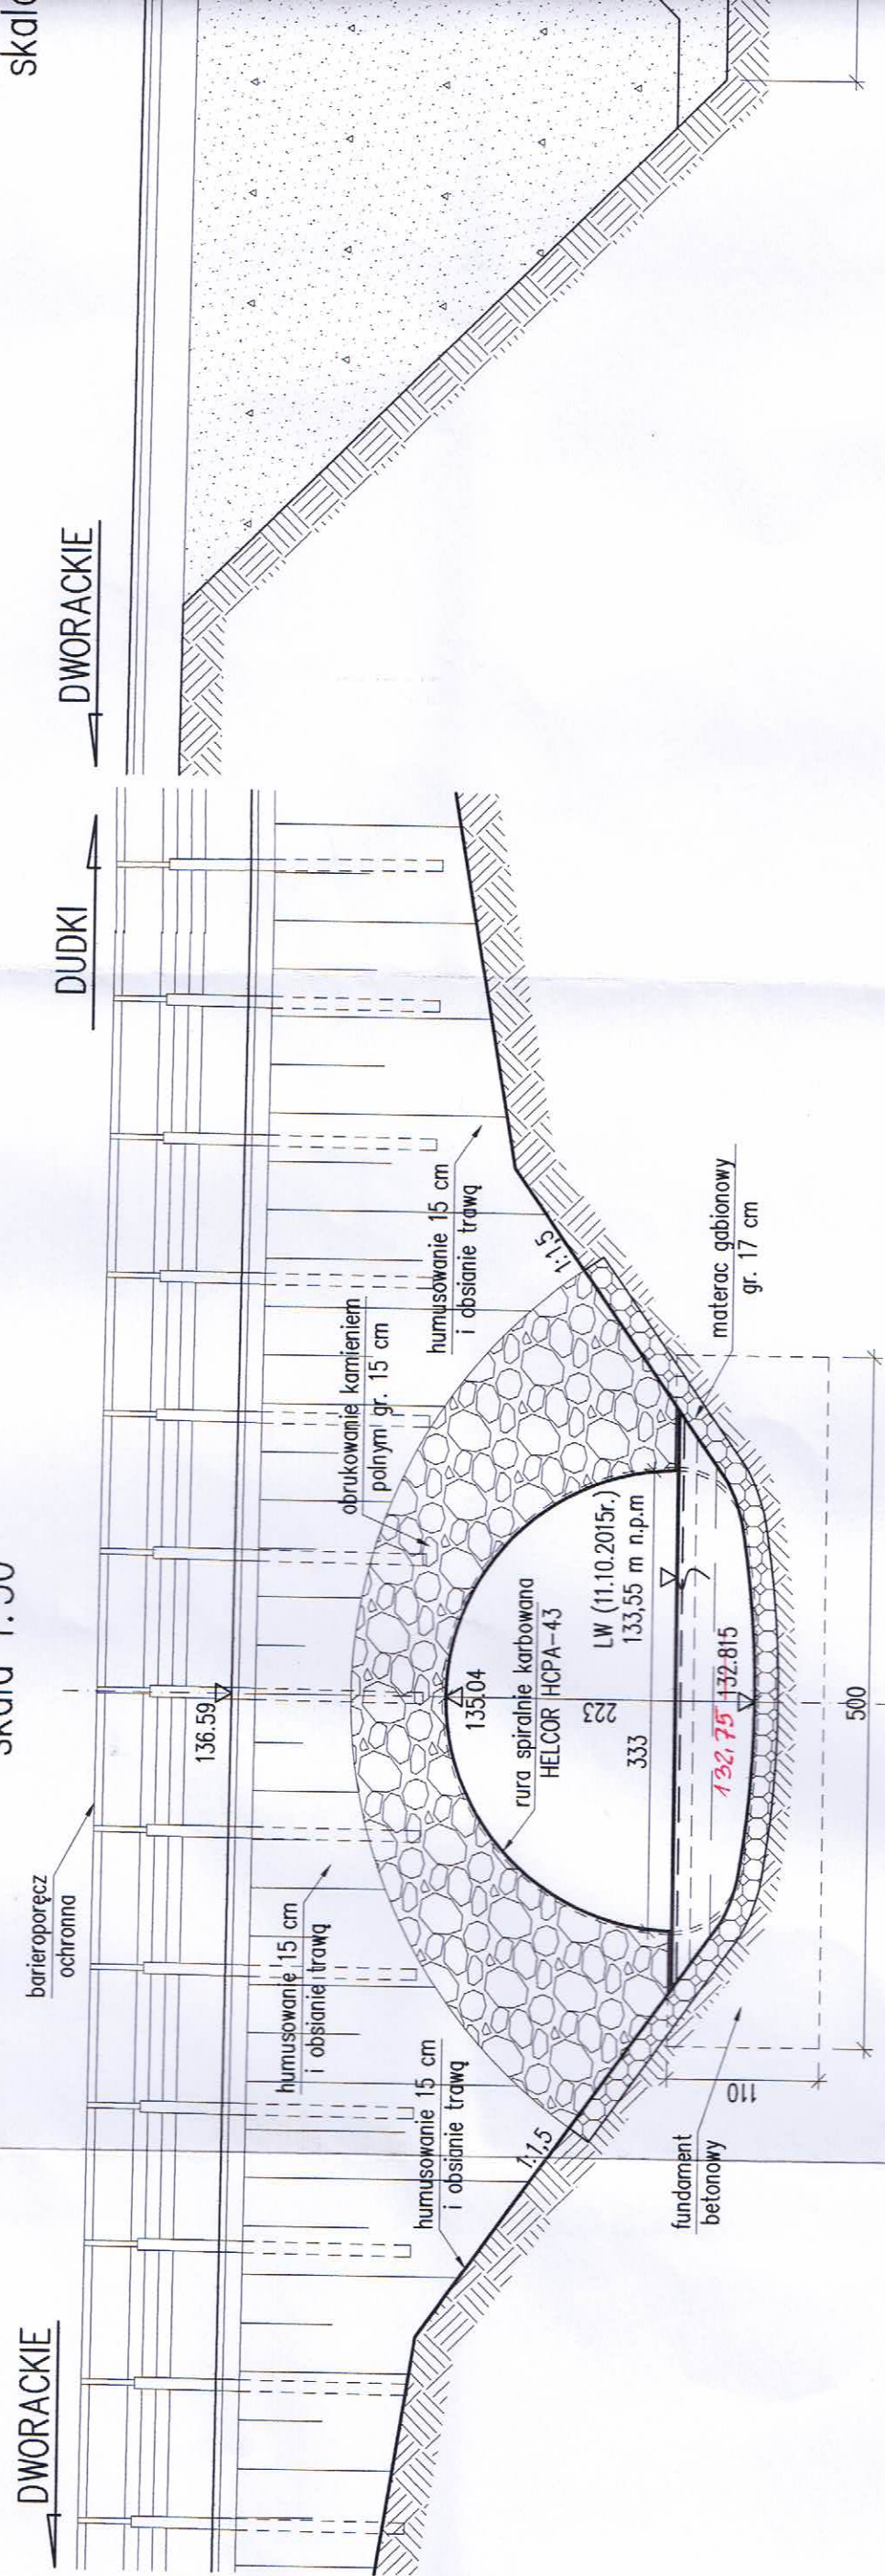 skala 1:50
DWORACKIE
DUDKI
DWORACKIE
barieroporęcz
ochronna
136.59
humusowanie 15 cm
i obsianie trawą
obrukowanie kamieniem
polnym gr. 15 cm
humusowanie 15 cm
i obsianie trawą
humusowanie 15 cm
i obsianie trawą
1:1,5
1:1,5
135.04
rura spiralnie karbowana
HELCOR HCPA-43
LW (11.10.2015r.)
133,55 m n.p.m
223
333
132,75
132.815
materac gabionowy
gr. 17 cm
fundament
betonowy
110
500